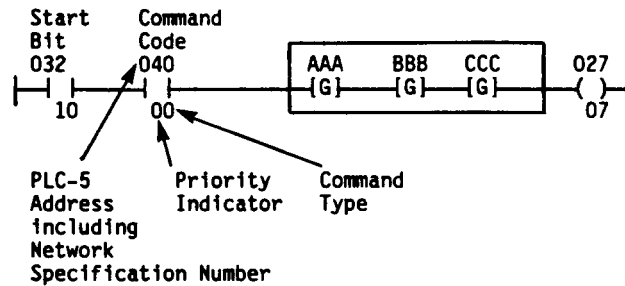 Start Command
Bit Code
032 040 AAA BBB CCC 027
[G] [G] [G] ( )
10 00 07
PLC-5 Priority Command
Address Indicator Type
including
Network
Specification Number